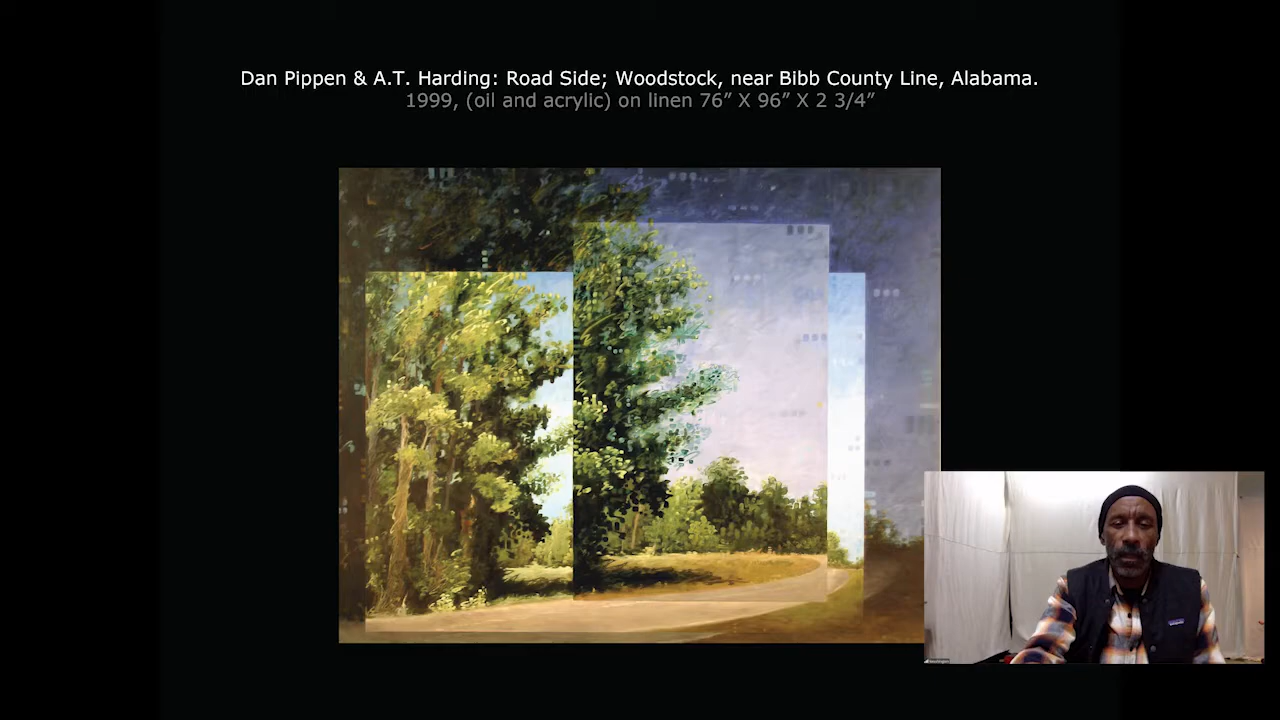 Dan Pippen & A.T. Harding: Road Side; Woodstock, near Bibb County Line, Alabama.
1999, (oil and acrylic) on linen 76” X 96” X 2 3/4”